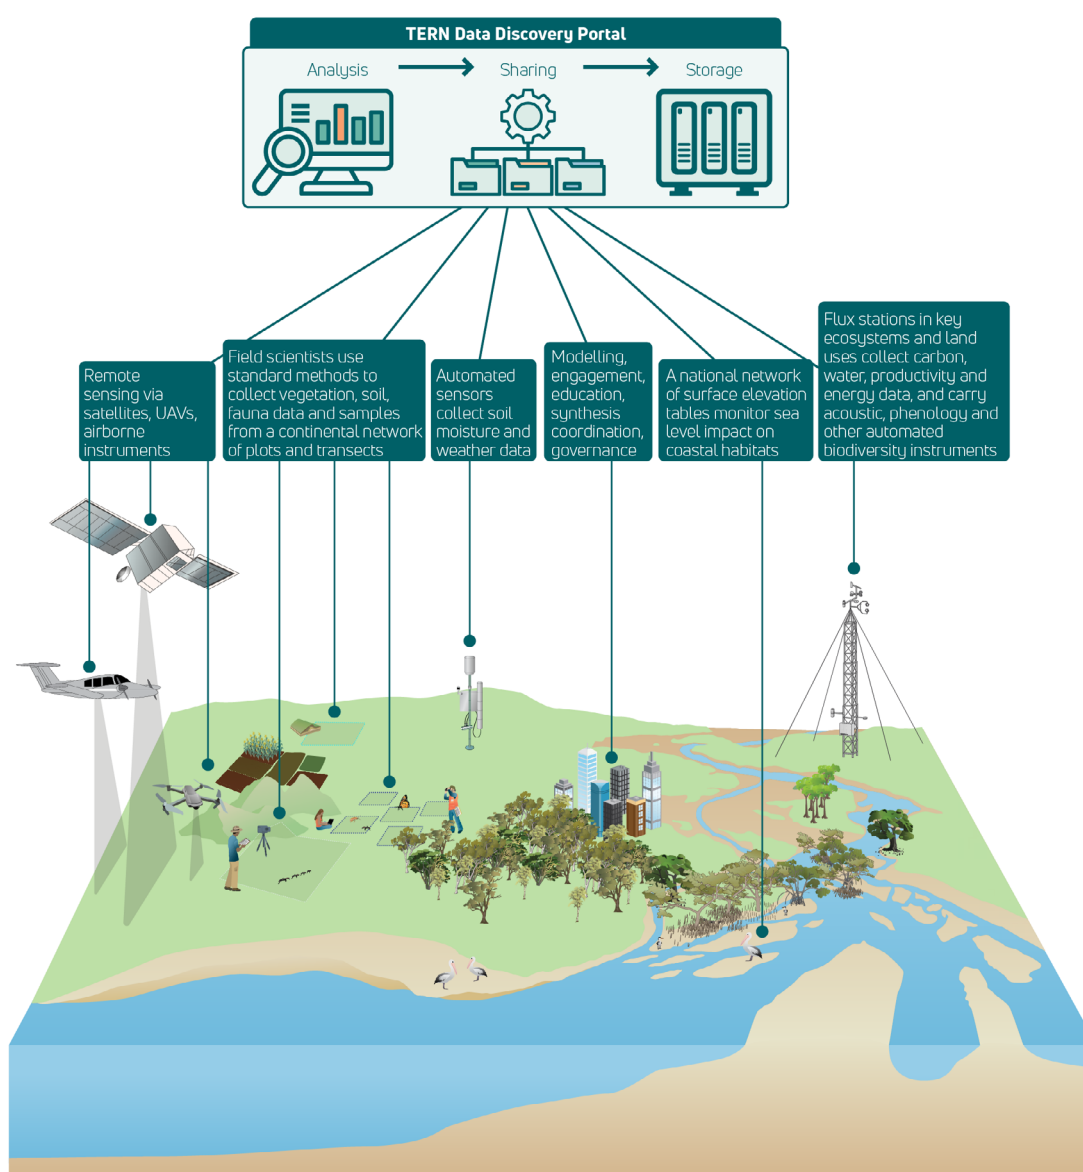 TERN Data Discovery Portal
Analysis
Sharing
Storage
Remote
sensing via
satellites, UAVs,
airborne
instruments
Field scientists use
standard methods to
collect vegetation, soil,
fauna data and samples
from a continental network
of plots and transects
Automated
sensors
collect soil
moisture and
weather data
Modelling,
engagement,
education,
synthesis
coordination,
governance
A national network
of surface elevation
tables monitor sea
level impact on
coastal habitats
Flux stations in key
ecosystems and land
uses collect carbon,
water, productivity and
energy data, and carry
acoustic, phenology and
other automated
biodiversity instruments